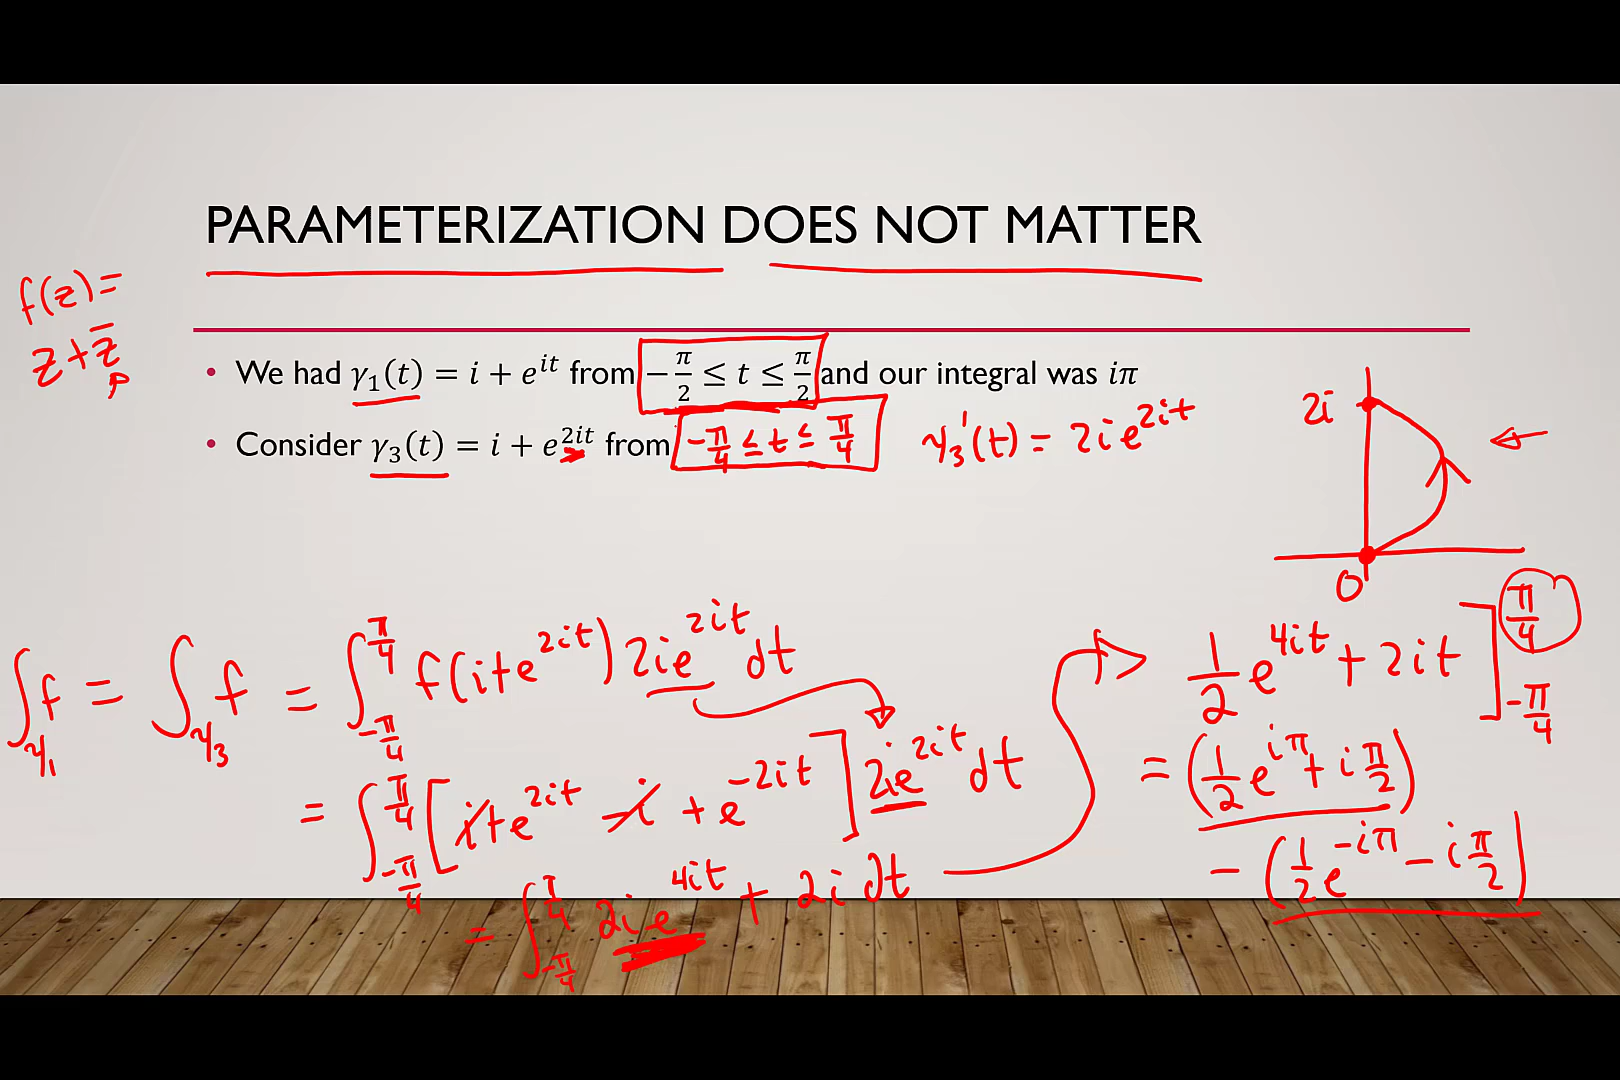 PARAMETERIZATION DOES NOT MATTER
f(z)=
z + z̅
• We had γ₁(t) = i + e^{it} from −π/2 ≤ t ≤ π/2 and our integral was iπ
• Consider γ₃(t) = i + e^{2it} from −π/4 ≤ t ≤ π/4 γ₃'(t) = 2ie^{2it}
2i
0
∫_{γ₁} f = ∫_{γ₃} f = ∫_{−π/4}^{π/4} f(i+e^{2it}) 2ie^{2it} dt
= ∫_{−π/4}^{π/4} [i+e^{2it} −i + e^{−2it}] 2ie^{2it} dt
= ∫_{−π/4}^{π/4} 2ie^{4it} + 2i dt
1/2 e^{4it} + 2it ]_{−π/4}^{π/4}
= (1/2 e^{iπ} + i π/2)
− (1/2 e^{−iπ} − i π/2)